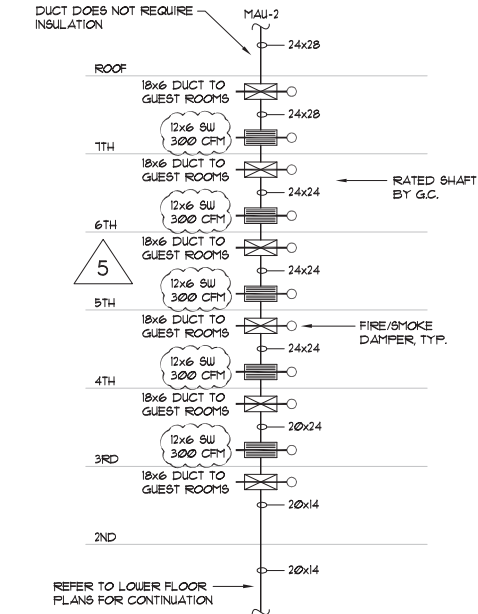 DUCT DOES NOT REQUIRE
INSULATION
MAU-2
24x28
ROOF
18x6 DUCT TO
GUEST ROOMS
24x28
12x6 SW
300 CFM
7TH
18x6 DUCT TO
GUEST ROOMS
RATED SHAFT
BY G.C.
24x24
12x6 SW
300 CFM
6TH
18x6 DUCT TO
GUEST ROOMS
5
24x24
12x6 SW
300 CFM
5TH
18x6 DUCT TO
GUEST ROOMS
FIRE/SMOKE
DAMPER, TYP.
24x24
12x6 SW
300 CFM
4TH
18x6 DUCT TO
GUEST ROOMS
20x24
12x6 SW
300 CFM
3RD
18x6 DUCT TO
GUEST ROOMS
20x14
2ND
20x14
REFER TO LOWER FLOOR
PLANS FOR CONTINUATION